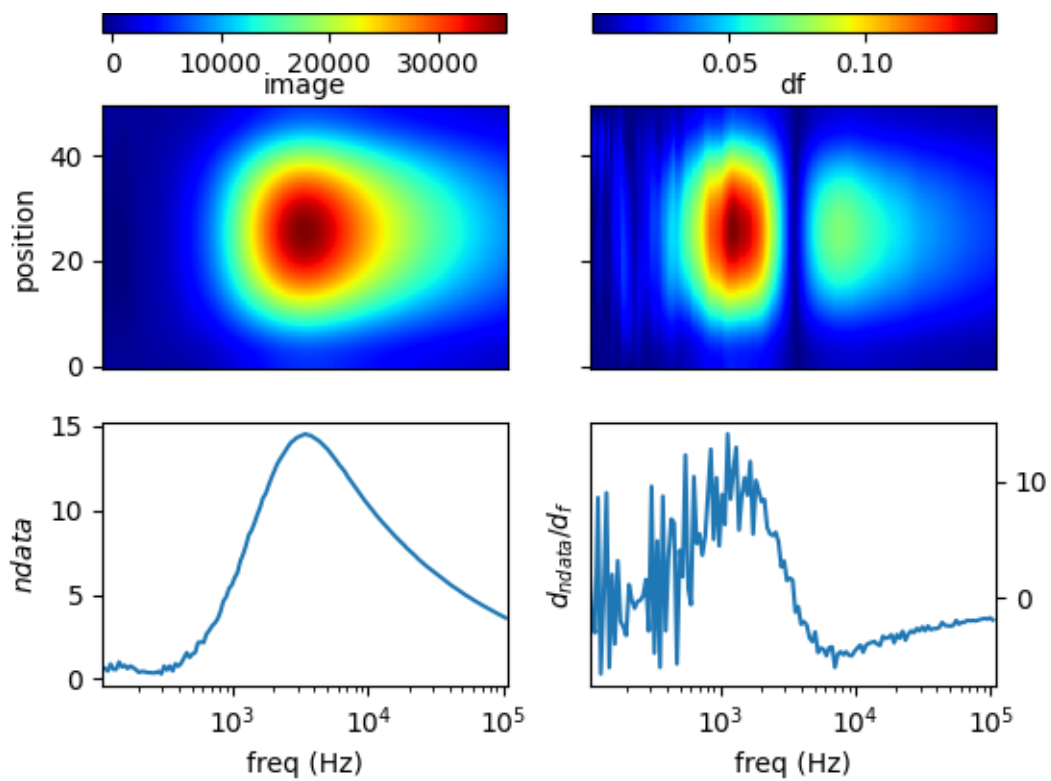 0 10000 20000 30000
image
0.05 0.10
df
position
40
20
0
ndata
15
10
5
0
10³ 10⁴ 10⁵
freq (Hz)
d_ndata/d_f
10
0
10³ 10⁴ 10⁵
freq (Hz)